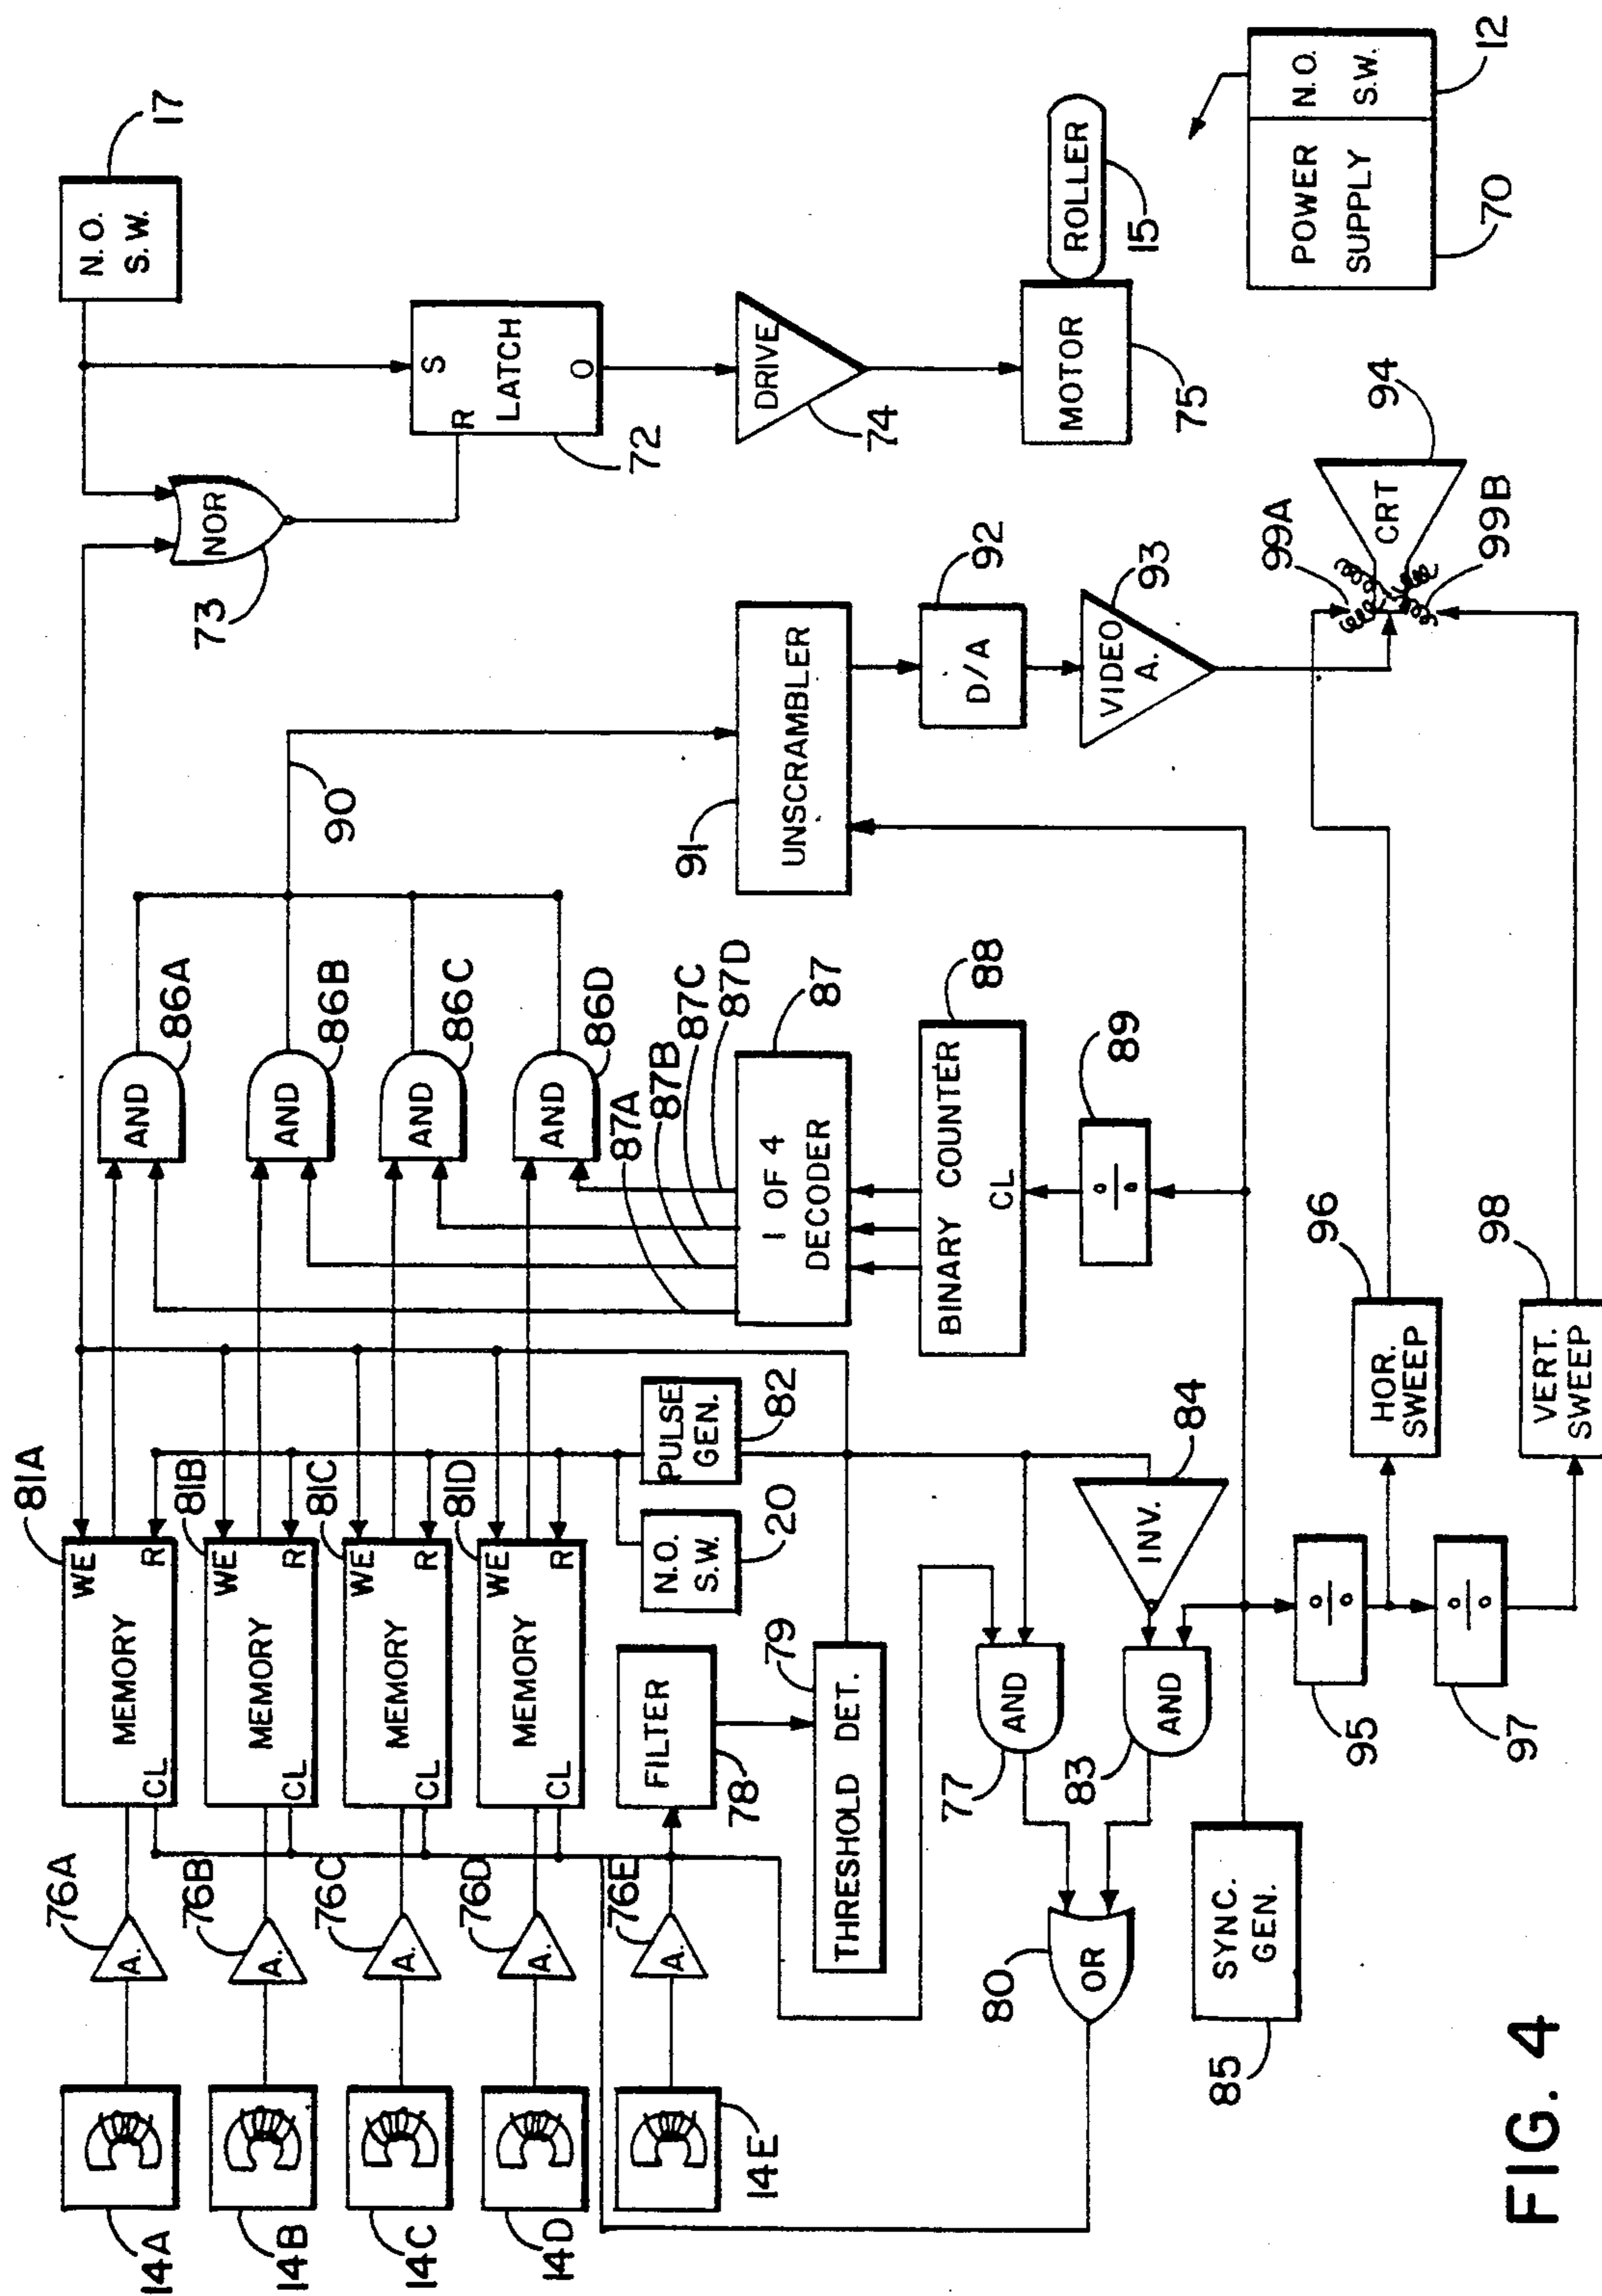 14A
76A
A.
MEMORY
CL
WE
R
81A
AND
86A
N.O.
S.W.
17
14B
76B
A.
MEMORY
CL
WE
R
81B
AND
86B
90
NOR
73
14C
76C
A.
MEMORY
CL
WE
R
81C
AND
86C
R
S
LATCH
O
72
14D
76D
A.
MEMORY
CL
WE
R
81D
AND
86D
87A
87B
87C
87D
14E
76E
A.
FILTER
78
N.O.
S.W.
20
PULSE
GEN.
82
THRESHOLD DET.
79
1 OF 4
DECODER
87
UNSCRAMBLER
91
DRIVE
74
BINARY COUNTER
CL
88
D/A
92
80
OR
77
AND
83
AND
INV.
84
89
VIDEO
A.
93
MOTOR
75
ROLLER
15
SYNC.
GEN.
85
95
HOR.
SWEEP
96
99A
CRT
94
99B
POWER
SUPPLY
70
N.O.
S.W.
12
97
VERT.
SWEEP
98
FIG. 4